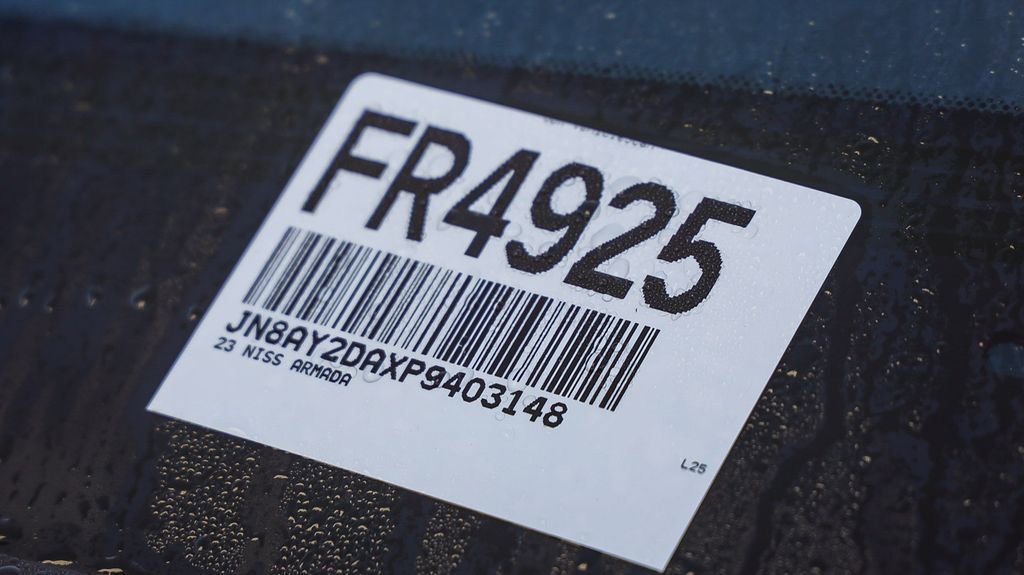 FR4925
JN8AY2DAXP9403148
23 NISS ARMADA
L25